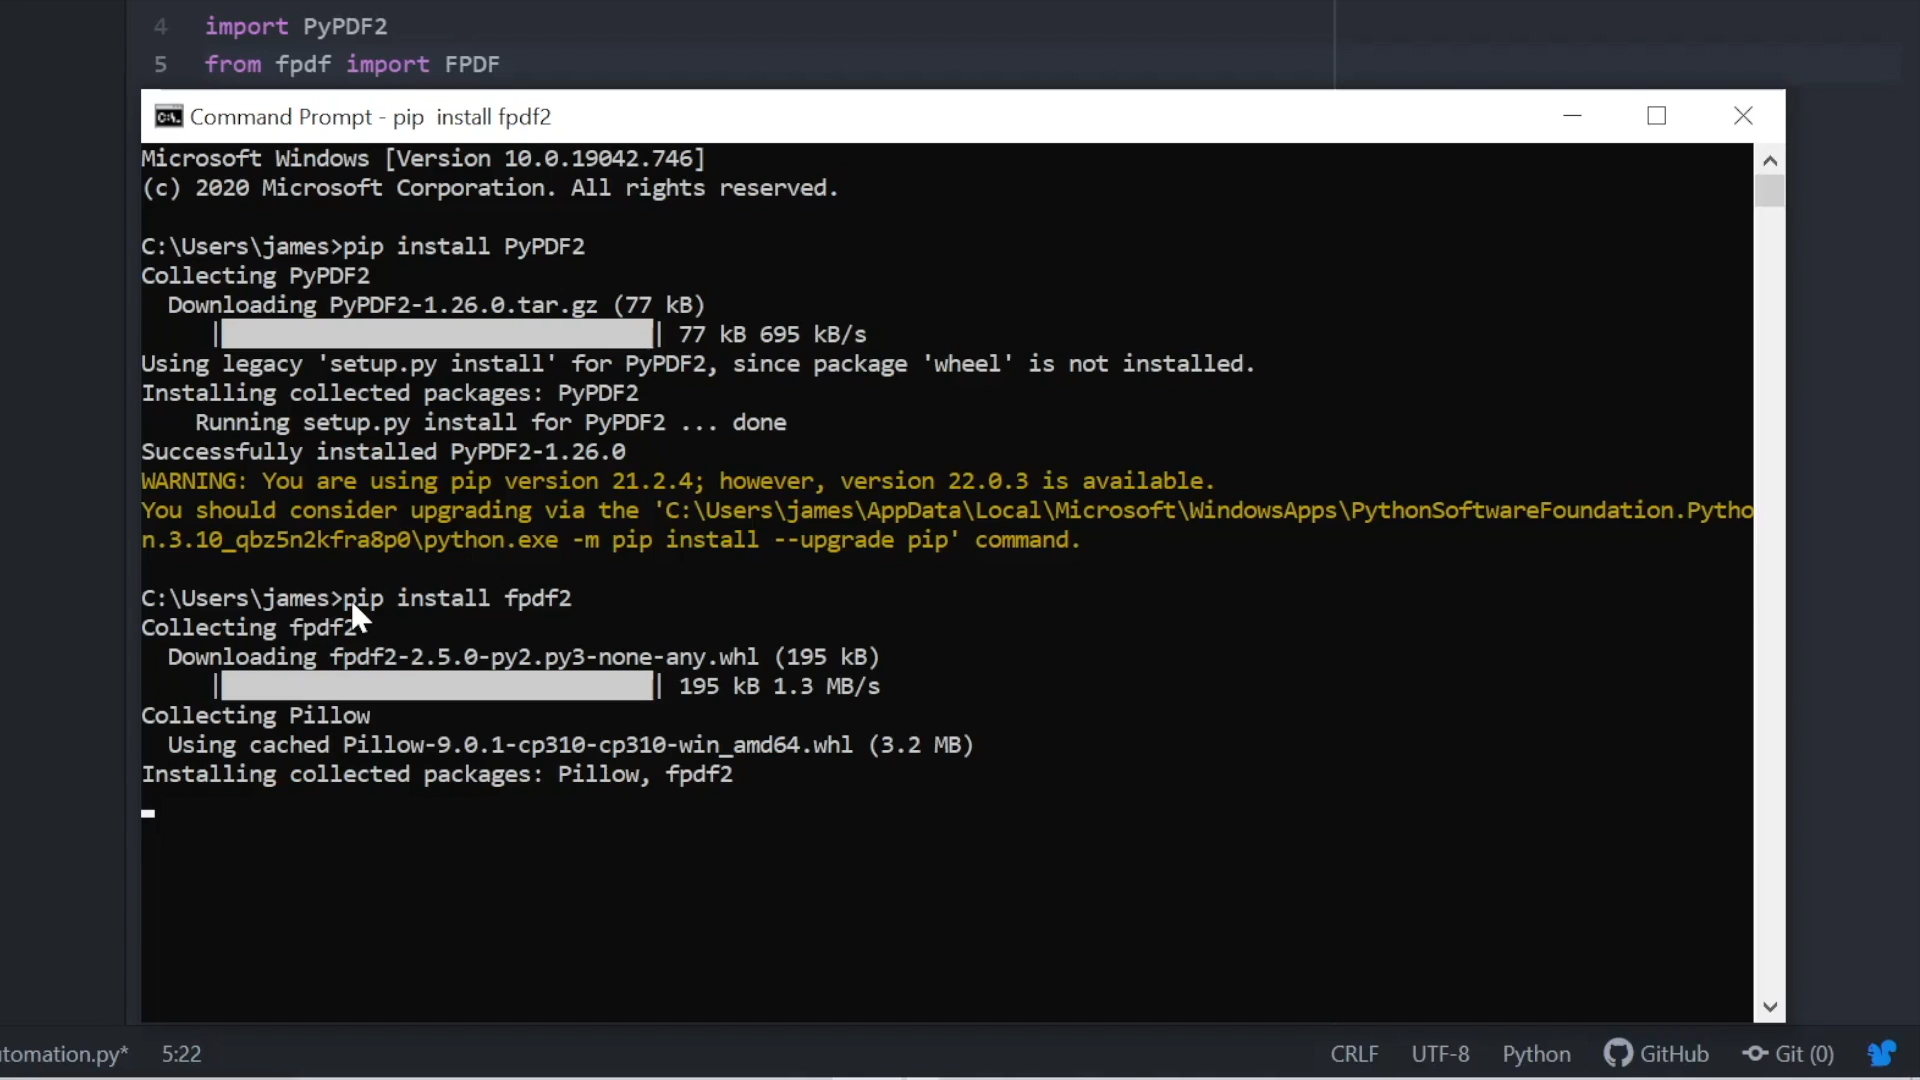 4 import PyPDF2
5 from fpdf import FPDF
Command Prompt - pip  install fpdf2
Microsoft Windows [Version 10.0.19042.746]
(c) 2020 Microsoft Corporation. All rights reserved.
C:\Users\james>pip install PyPDF2
Collecting PyPDF2
Downloading PyPDF2-1.26.0.tar.gz (77 kB)
| | 77 kB 695 kB/s
Using legacy 'setup.py install' for PyPDF2, since package 'wheel' is not installed.
Installing collected packages: PyPDF2
Running setup.py install for PyPDF2 ... done
Successfully installed PyPDF2-1.26.0
WARNING: You are using pip version 21.2.4; however, version 22.0.3 is available.
You should consider upgrading via the 'C:\Users\james\AppData\Local\Microsoft\WindowsApps\PythonSoftwareFoundation.Pytho
n.3.10_qbz5n2kfra8p0\python.exe -m pip install --upgrade pip' command.
C:\Users\james>pip install fpdf2
Collecting fpdf2
Downloading fpdf2-2.5.0-py2.py3-none-any.whl (195 kB)
| | 195 kB 1.3 MB/s
Collecting Pillow
Using cached Pillow-9.0.1-cp310-cp310-win_amd64.whl (3.2 MB)
Installing collected packages: Pillow, fpdf2
tomation.py* 5:22 CRLF UTF-8 Python GitHub Git (0)